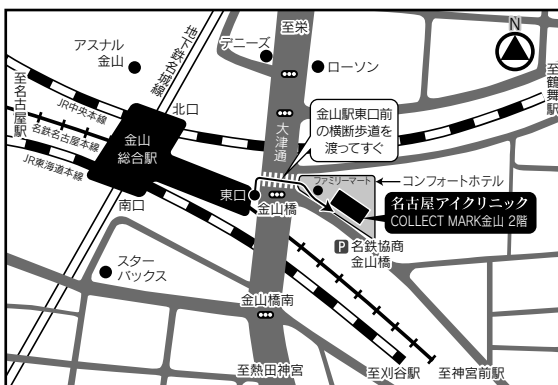 至栄
N
アスナル
金山
地下鉄名城線
デニーズ
ローソン
至鶴舞駅
至名古屋駅
JR中央本線
北口
大津通
金山駅東口前
の横断歩道を
渡ってすぐ
名鉄名古屋本線
金山
総合駅
JR東海道本線
ファミリーマート
コンフォートホテル
東口
金山橋
名古屋アイクリニック
COLLECT MARK金山 2階
南口
P 名鉄協商
金山橋
スター
バックス
金山橋南
至熱田神宮
至刈谷駅
至神宮前駅